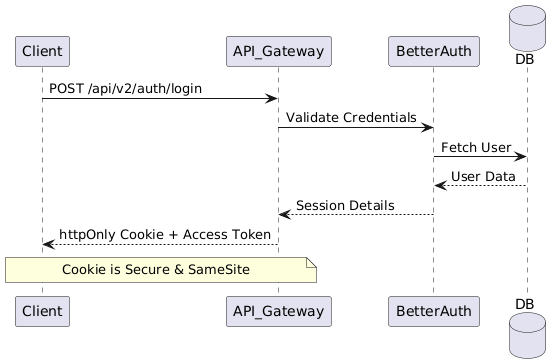 Client API_Gateway BetterAuth DB
POST /api/v2/auth/login
Validate Credentials
Fetch User
User Data
Session Details
httpOnly Cookie + Access Token
Cookie is Secure & SameSite
Client API_Gateway BetterAuth DB